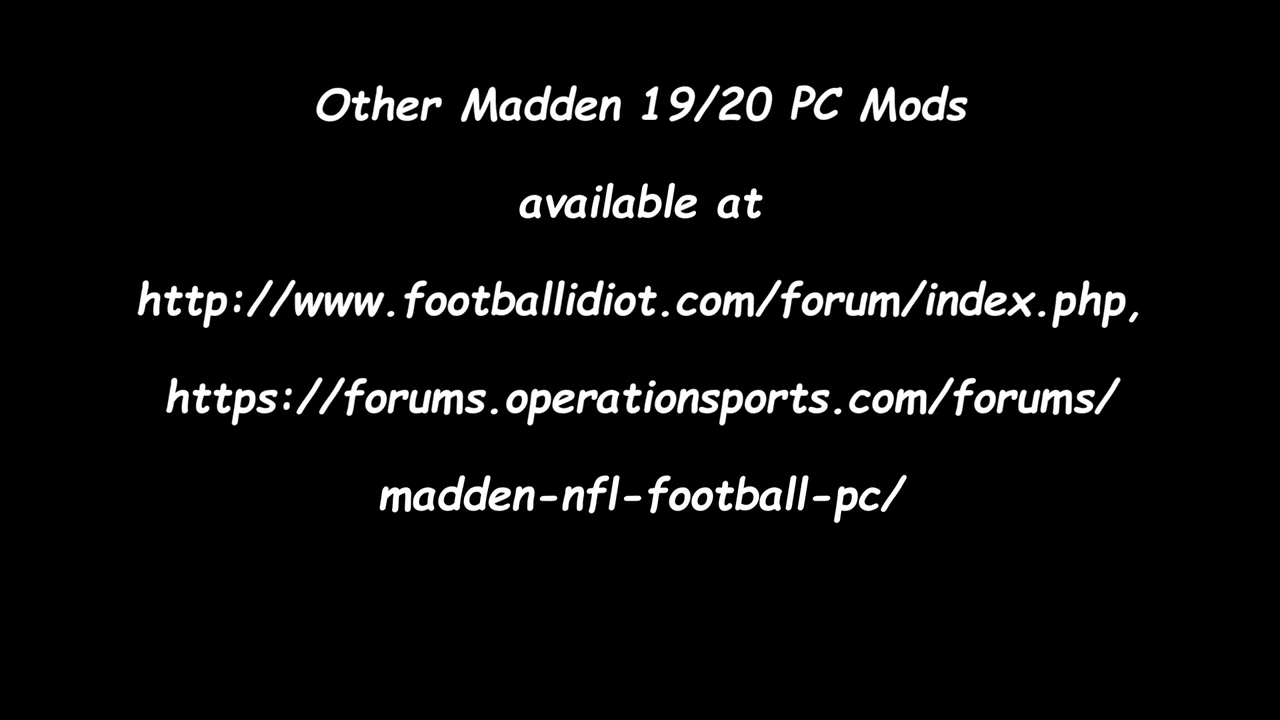 Other Madden 19/20 PC Mods
available at
http://www.footballidiot.com/forum/index.php,
https://forums.operationsports.com/forums/
madden-nfl-football-pc/